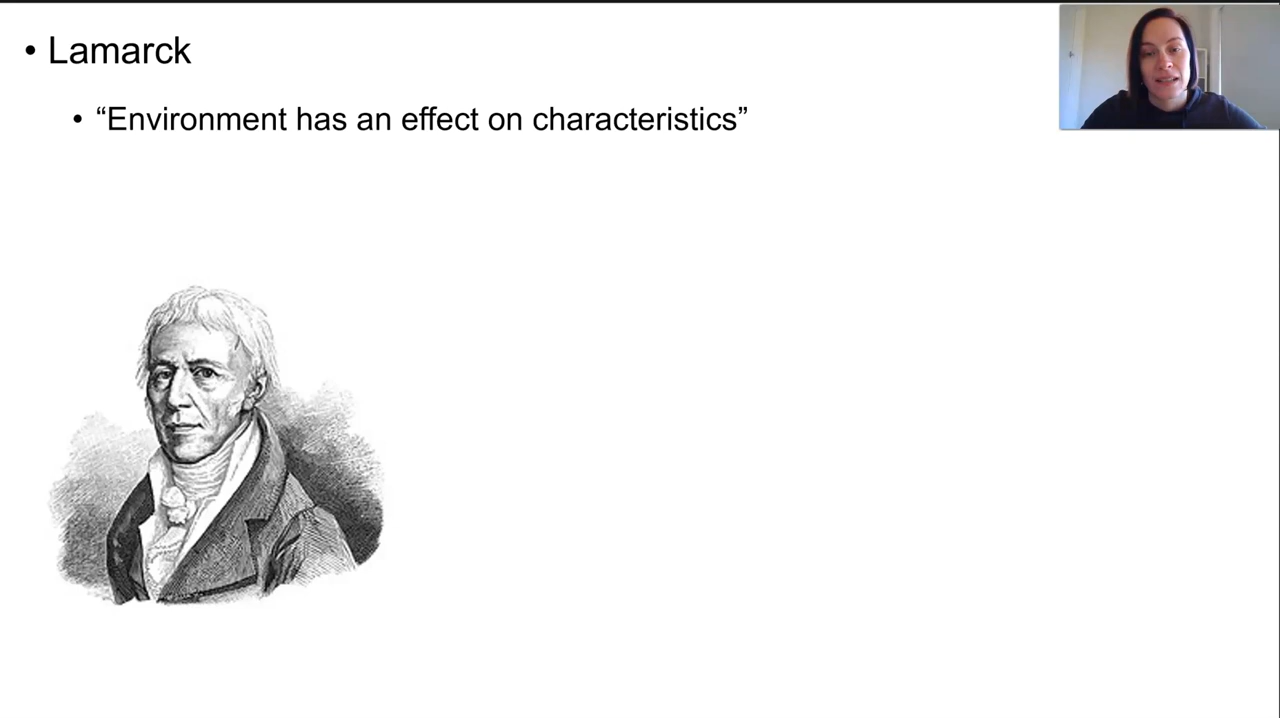 • Lamarck
• “Environment has an effect on characteristics”